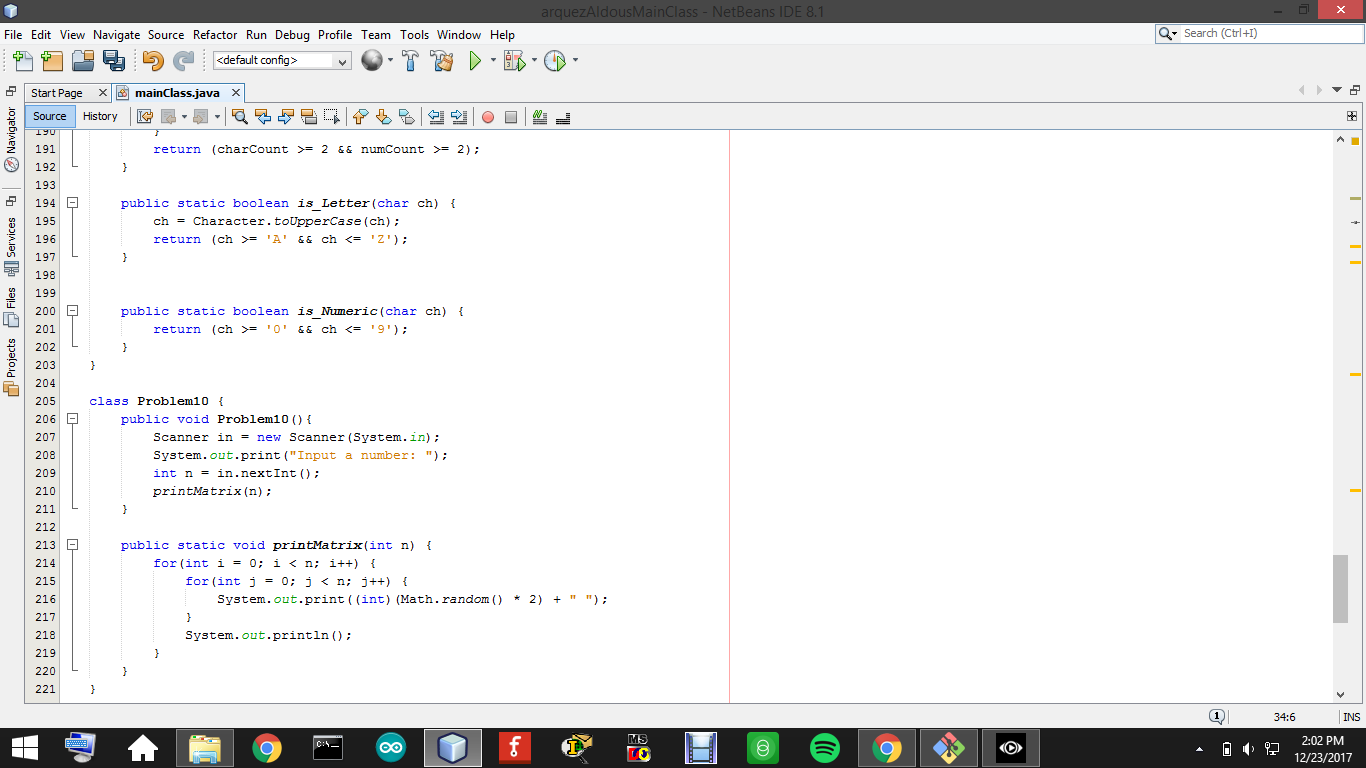 arquezAldousMainClass - NetBeans IDE 8.1
File Edit View Navigate Source Refactor Run Debug Profile Team Tools Window Help
Search (Ctrl+I)
<default config>
Start Page
mainClass.java
Source History
Navigator
Services
Files
Projects
190 }
191 return (charCount >= 2 && numCount >= 2);
192 }
193
194 public static boolean is_Letter(char ch) {
195 ch = Character.toUpperCase(ch);
196 return (ch >= 'A' && ch <= 'Z');
197 }
198
199
200 public static boolean is_Numeric(char ch) {
201 return (ch >= '0' && ch <= '9');
202 }
203 }
204
205 class Problem10 {
206 public void Problem10(){
207 Scanner in = new Scanner(System.in);
208 System.out.print("Input a number: ");
209 int n = in.nextInt();
210 printMatrix(n);
211 }
212
213 public static void printMatrix(int n) {
214 for(int i = 0; i < n; i++) {
215 for(int j = 0; j < n; j++) {
216 System.out.print((int)(Math.random() * 2) + " ");
217 }
218 System.out.println();
219 }
220 }
221 }
1
34:6
INS
C:\_
MS
2:02 PM
12/23/2017